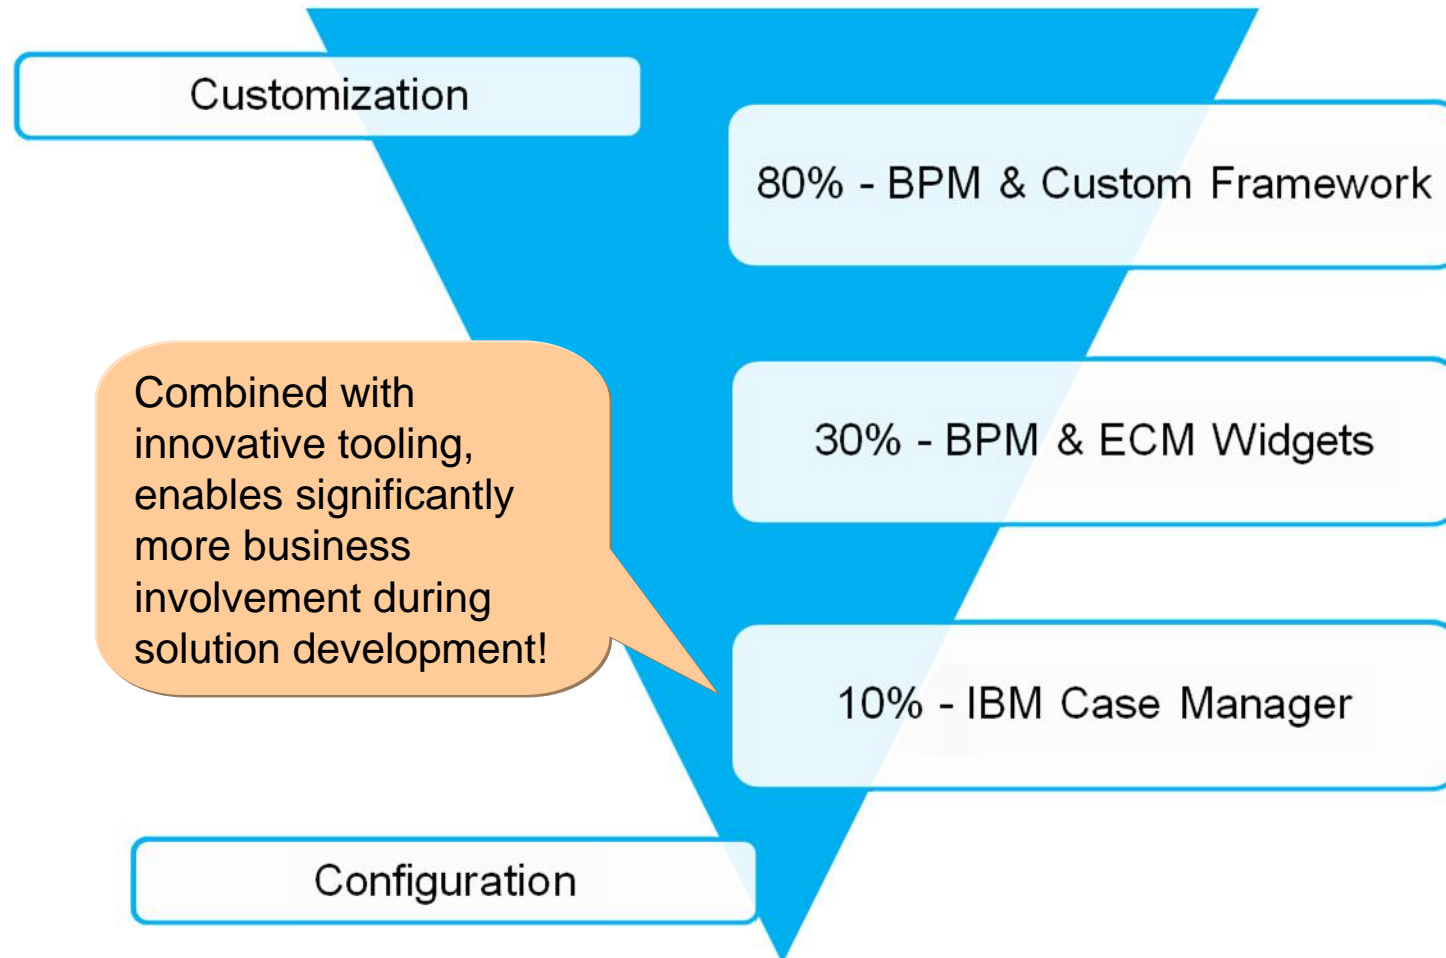 Customization
80% - BPM & Custom Framework
30% - BPM & ECM Widgets
Combined with
innovative tooling,
enables significantly
more business
involvement during
solution development!
10% - IBM Case Manager
Configuration